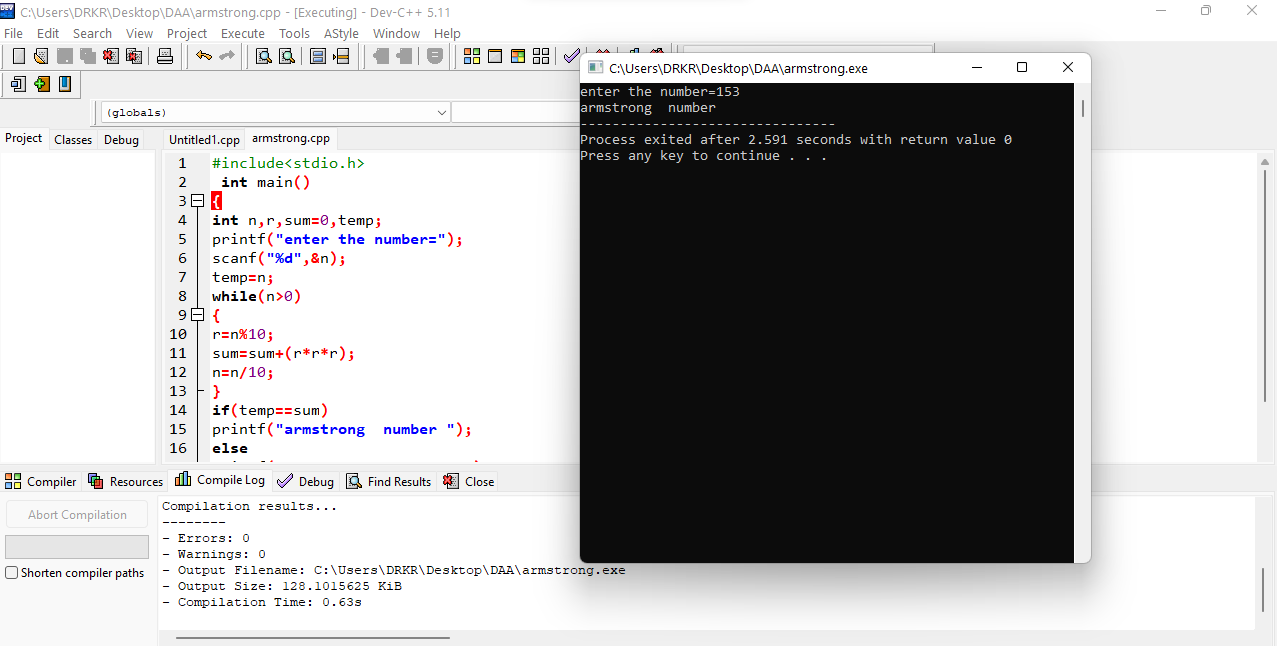 C:\Users\DRKR\Desktop\DAA\armstrong.cpp - [Executing] - Dev-C++ 5.11
File Edit Search View Project Execute Tools AStyle Window Help
(globals)
Project Classes Debug
Untitled1.cpp armstrong.cpp
1 #include<stdio.h>
2 int main()
3 {
4 int n,r,sum=0,temp;
5 printf("enter the number=");
6 scanf("%d",&n);
7 temp=n;
8 while(n>0)
9 {
10 r=n%10;
11 sum=sum+(r*r*r);
12 n=n/10;
13 }
14 if(temp==sum)
15 printf("armstrong  number ");
16 else
C:\Users\DRKR\Desktop\DAA\armstrong.exe
enter the number=153
armstrong  number
--------------------------------
Process exited after 2.591 seconds with return value 0
Press any key to continue . . .
Compiler Resources Compile Log Debug Find Results Close
Abort Compilation
Shorten compiler paths
Compilation results...
--------
- Errors: 0
- Warnings: 0
- Output Filename: C:\Users\DRKR\Desktop\DAA\armstrong.exe
- Output Size: 128.1015625 KiB
- Compilation Time: 0.63s